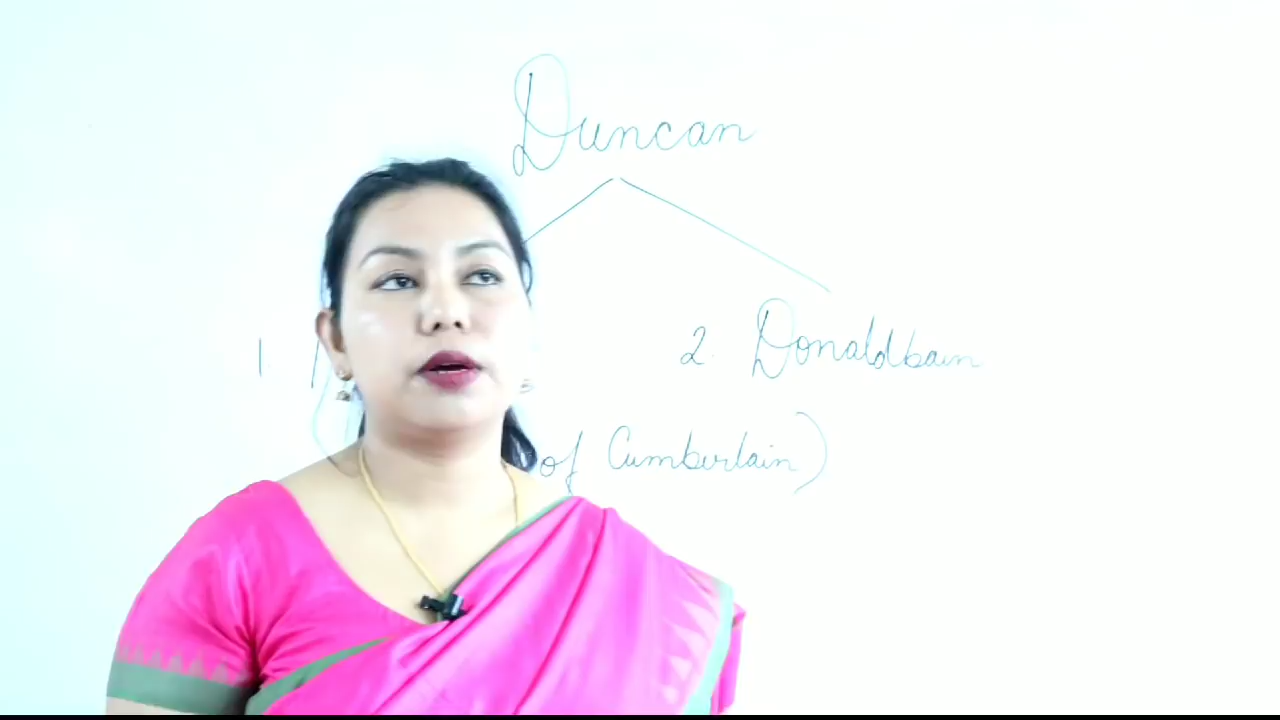 Duncan
1 2. Donaldbain
of Cumberlain)